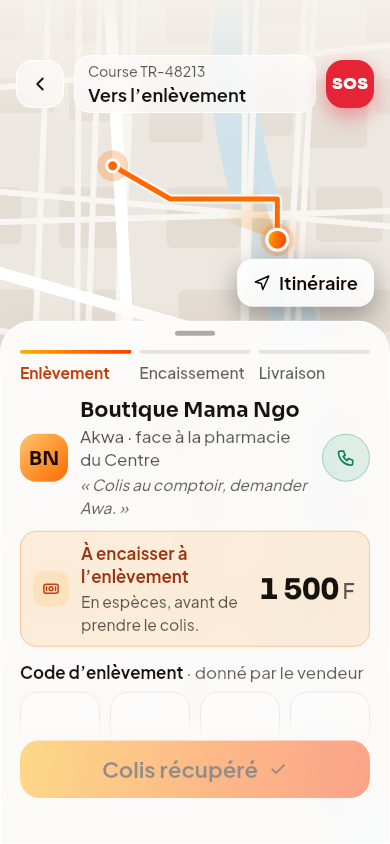 Course TR-48213
Vers l’enlèvement
SOS
Itinéraire
Enlèvement
Encaissement
Livraison
Boutique Mama Ngo
BN
Akwa · face à la pharmacie
du Centre
« Colis au comptoir, demander
Awa. »
À encaisser à
l’enlèvement
En espèces, avant de
prendre le colis.
1 500 F
Code d’enlèvement · donné par le vendeur
Colis récupéré